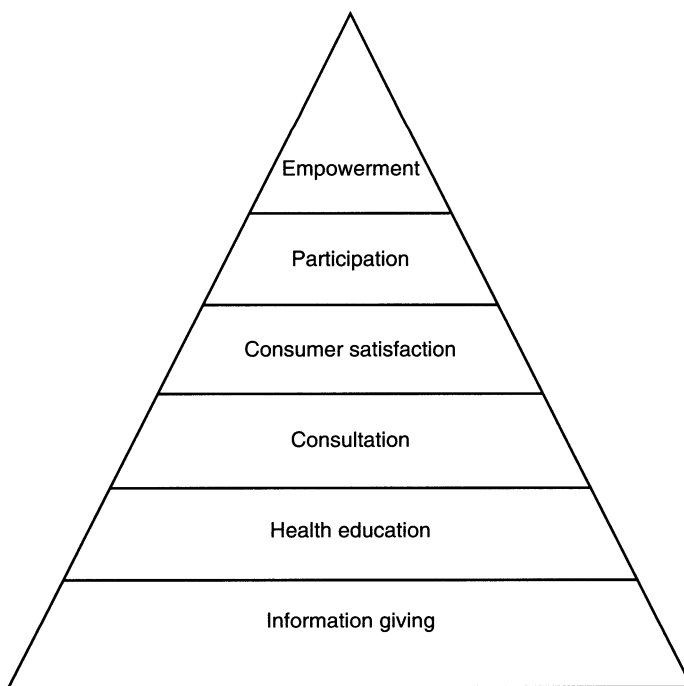 Empowerment
Participation
Consumer satisfaction
Consultation
Health education
Information giving